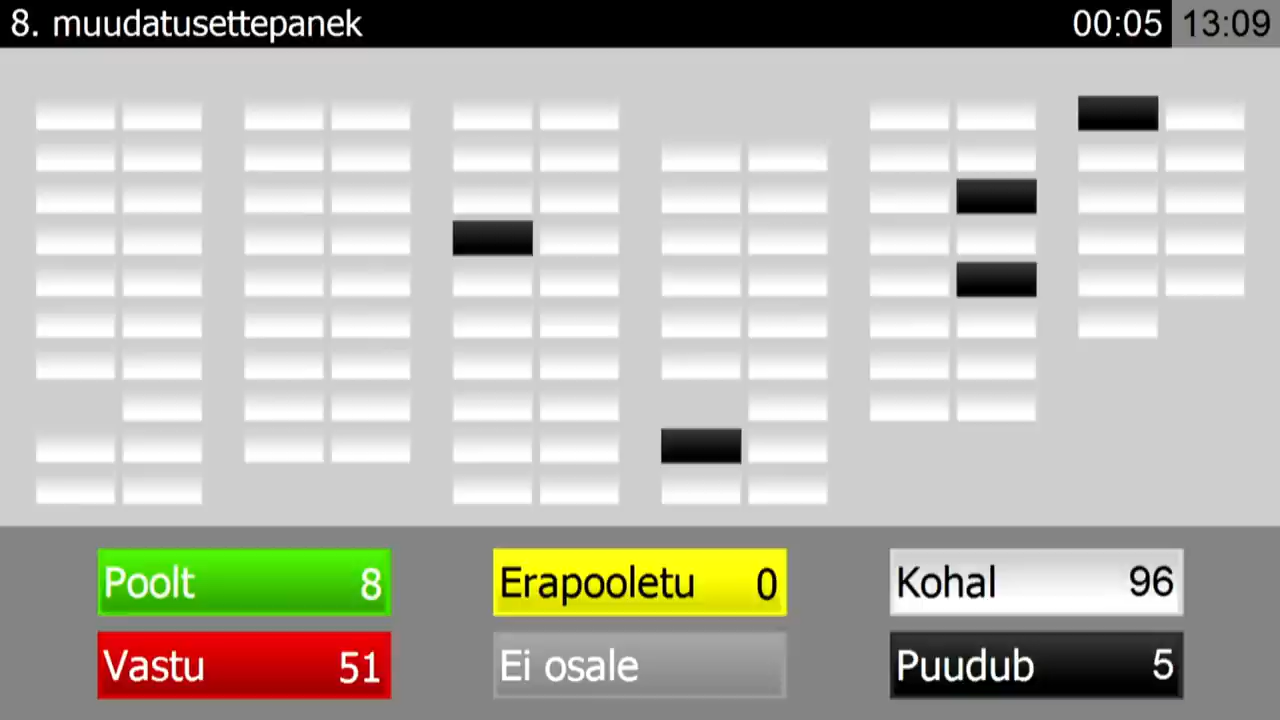 8. muudatusettepanek 00:05 13:09
Poolt 8 Erapooletu 0 Kohal 96
Vastu 51 Ei osale Puudub 5